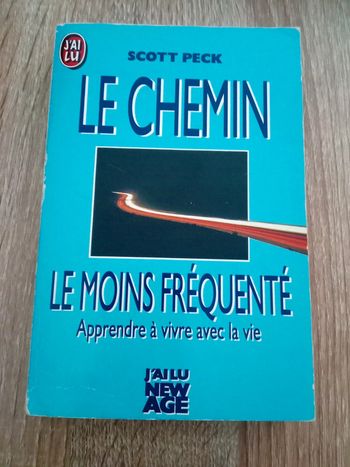 J'AI
LU
SCOTT PECK
LE CHEMIN
LE MOINS FRÉQUENTÉ
Apprendre à vivre avec la vie
J'AI LU
NEW
AGE